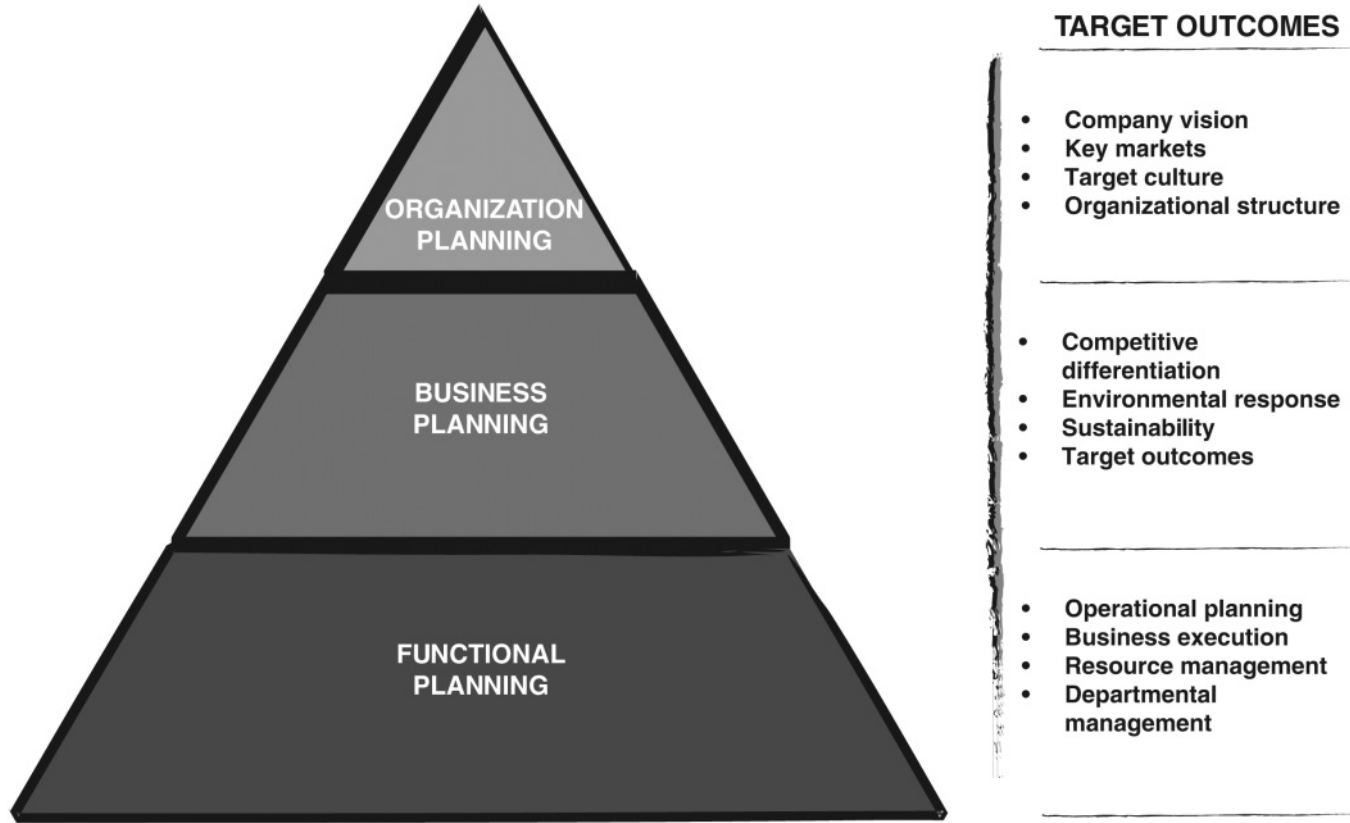 TARGET OUTCOMES
ORGANIZATION
PLANNING
• Company vision
• Key markets
• Target culture
• Organizational structure
BUSINESS
PLANNING
• Competitive
differentiation
• Environmental response
• Sustainability
• Target outcomes
FUNCTIONAL
PLANNING
• Operational planning
• Business execution
• Resource management
• Departmental
management